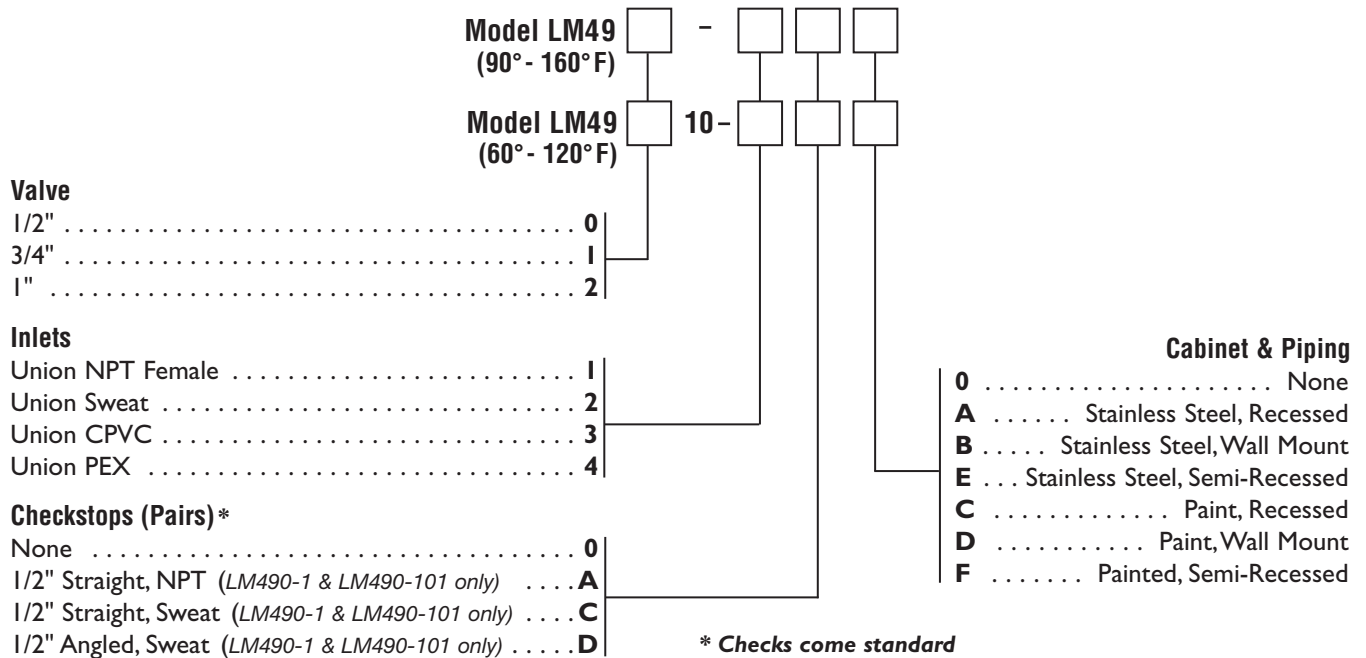 Model LM49 –
(90° - 160° F)
Model LM49 10 –
(60° - 120° F)
Valve
1/2" . . . . . . . . . . . . . . . . . . . . . . . . . . . . . . . . . . . . . 0
3/4" . . . . . . . . . . . . . . . . . . . . . . . . . . . . . . . . . . . . . 1
1" . . . . . . . . . . . . . . . . . . . . . . . . . . . . . . . . . . . . . . 2
Inlets
Union NPT Female . . . . . . . . . . . . . . . . . . . . . . . . . 1
Union Sweat . . . . . . . . . . . . . . . . . . . . . . . . . . . . . . 2
Union CPVC . . . . . . . . . . . . . . . . . . . . . . . . . . . . . . 3
Union PEX . . . . . . . . . . . . . . . . . . . . . . . . . . . . . . . 4
Checkstops (Pairs)*
None . . . . . . . . . . . . . . . . . . . . . . . . . . . . . . . . . . . 0
1/2" Straight, NPT (LM490-1 & LM490-101 only) . . . . A
1/2" Straight, Sweat (LM490-1 & LM490-101 only) . . . . C
1/2" Angled, Sweat (LM490-1 & LM490-101 only) . . . . . D
Cabinet & Piping
0 . . . . . . . . . . . . . . . . . . . . . None
A . . . . . . Stainless Steel, Recessed
B . . . . . Stainless Steel, Wall Mount
E . . . Stainless Steel, Semi-Recessed
C . . . . . . . . . . . . . Paint, Recessed
D . . . . . . . . . . . Paint, Wall Mount
F . . . . . . . Painted, Semi-Recessed
* Checks come standard